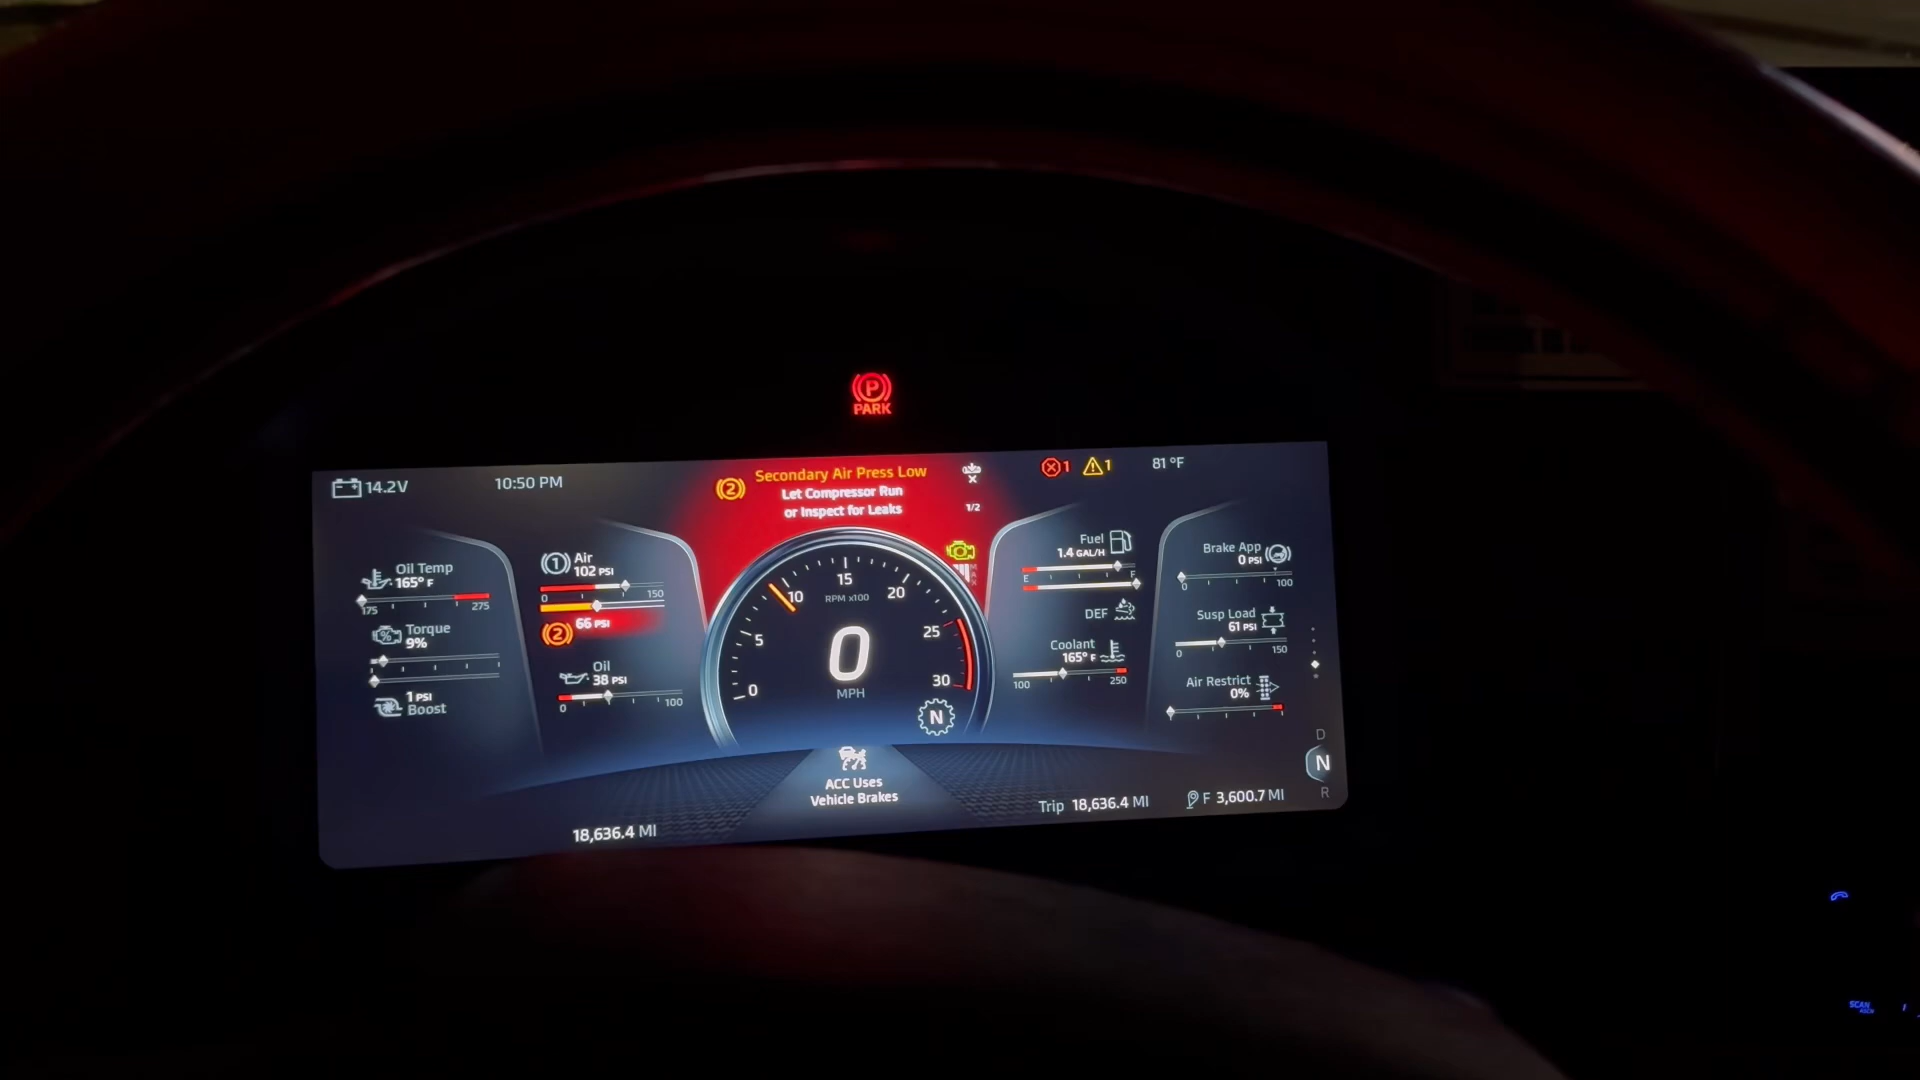 P
PARK
14.2V
10:50 PM
2
Secondary Air Press Low
Let Compressor Run
or Inspect for Leaks
1/2
1
1
81 °F
Oil Temp
165° F
175
275
Torque
9%
1 PSI
Boost
1
Air
102 PSI
0
150
2
66 PSI
Oil
38 PSI
0
100
0
5
10
15
20
25
30
RPM x100
0
MPH
N
MAX
Fuel
1.4 GAL/H
E
F
DEF
Coolant
165° F
100
250
Brake App
0 PSI
0
100
Susp Load
61 PSI
0
150
Air Restrict
0%
D
N
R
ACC Uses
Vehicle Brakes
18,636.4 MI
Trip 18,636.4 MI
F 3,600.7 MI
SCAN